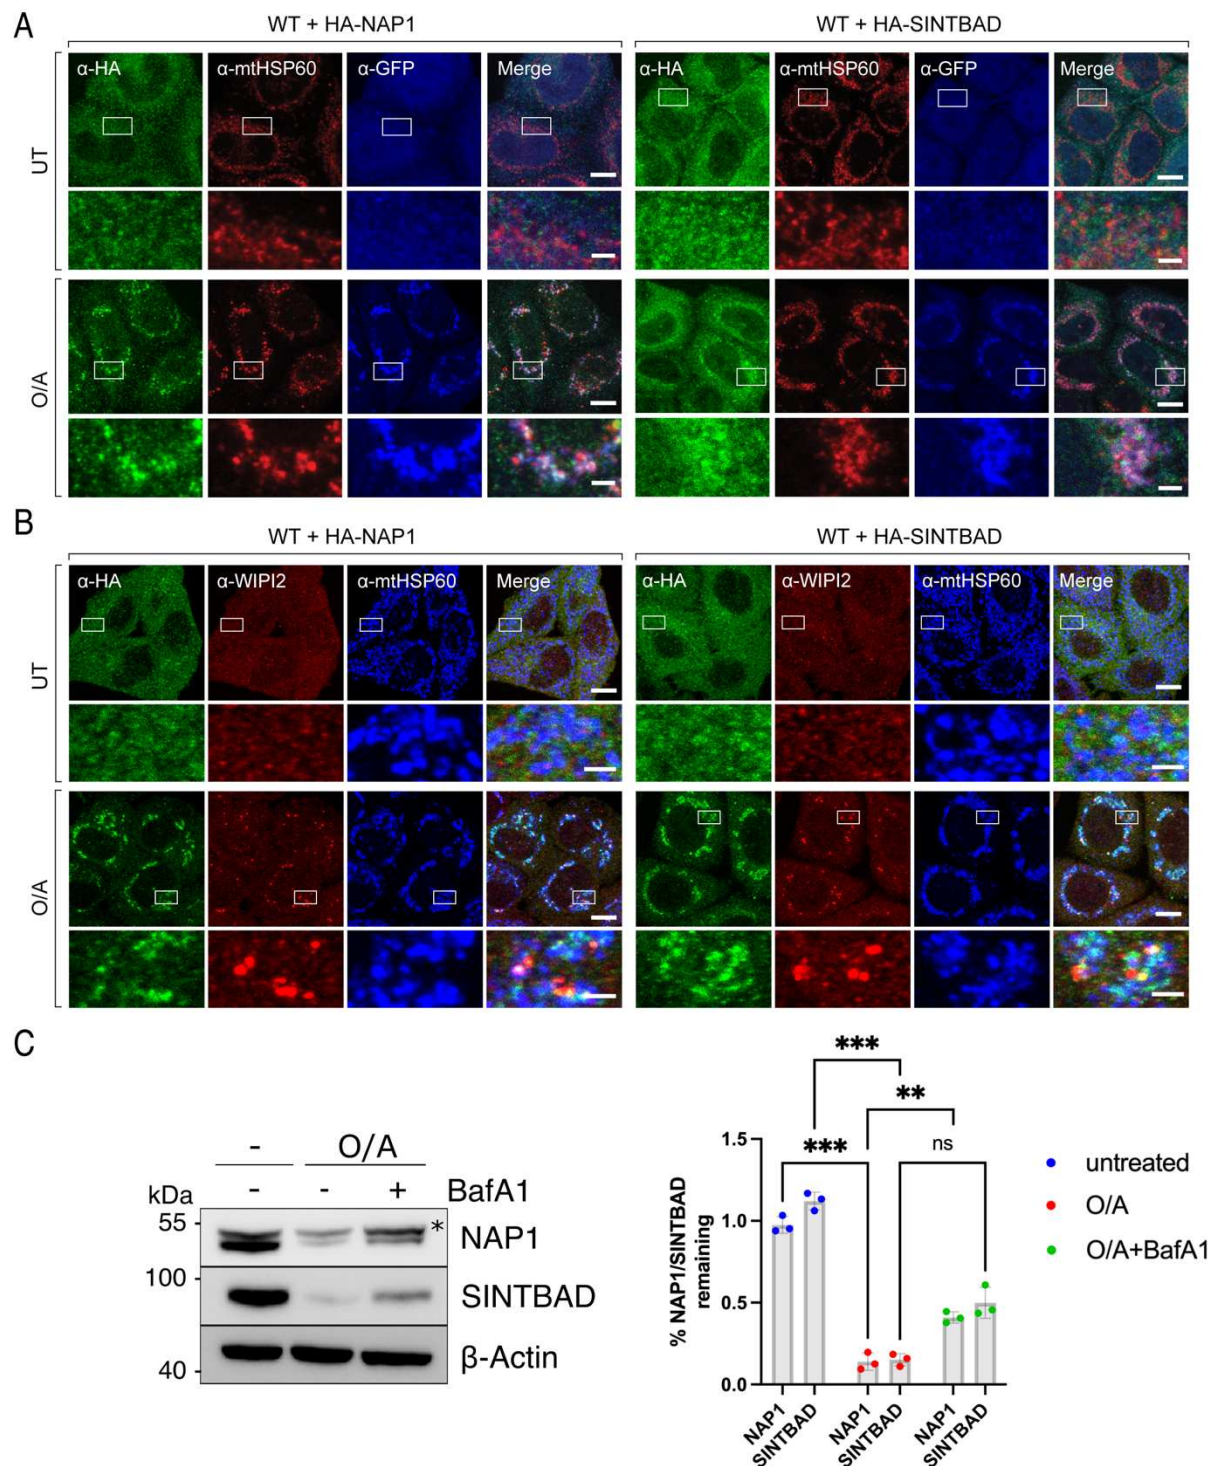 A
WT + HA-NAP1
WT + HA-SINTBAD
α-HA
α-mtHSP60
α-GFP
Merge
α-HA
α-mtHSP60
α-GFP
Merge
UT
O/A
B
WT + HA-NAP1
WT + HA-SINTBAD
α-HA
α-WIPI2
α-mtHSP60
Merge
α-HA
α-WIPI2
α-mtHSP60
Merge
UT
O/A
C
- O/A
kDa - - + BafA1
55 * NAP1
100 SINTBAD
40 β-Actin
***
**
*** ns
% NAP1/SINTBAD
remaining
1.5
1.0
0.5
0.0
NAP1
SINTBAD
NAP1
SINTBAD
NAP1
SINTBAD
untreated
O/A
O/A+BafA1